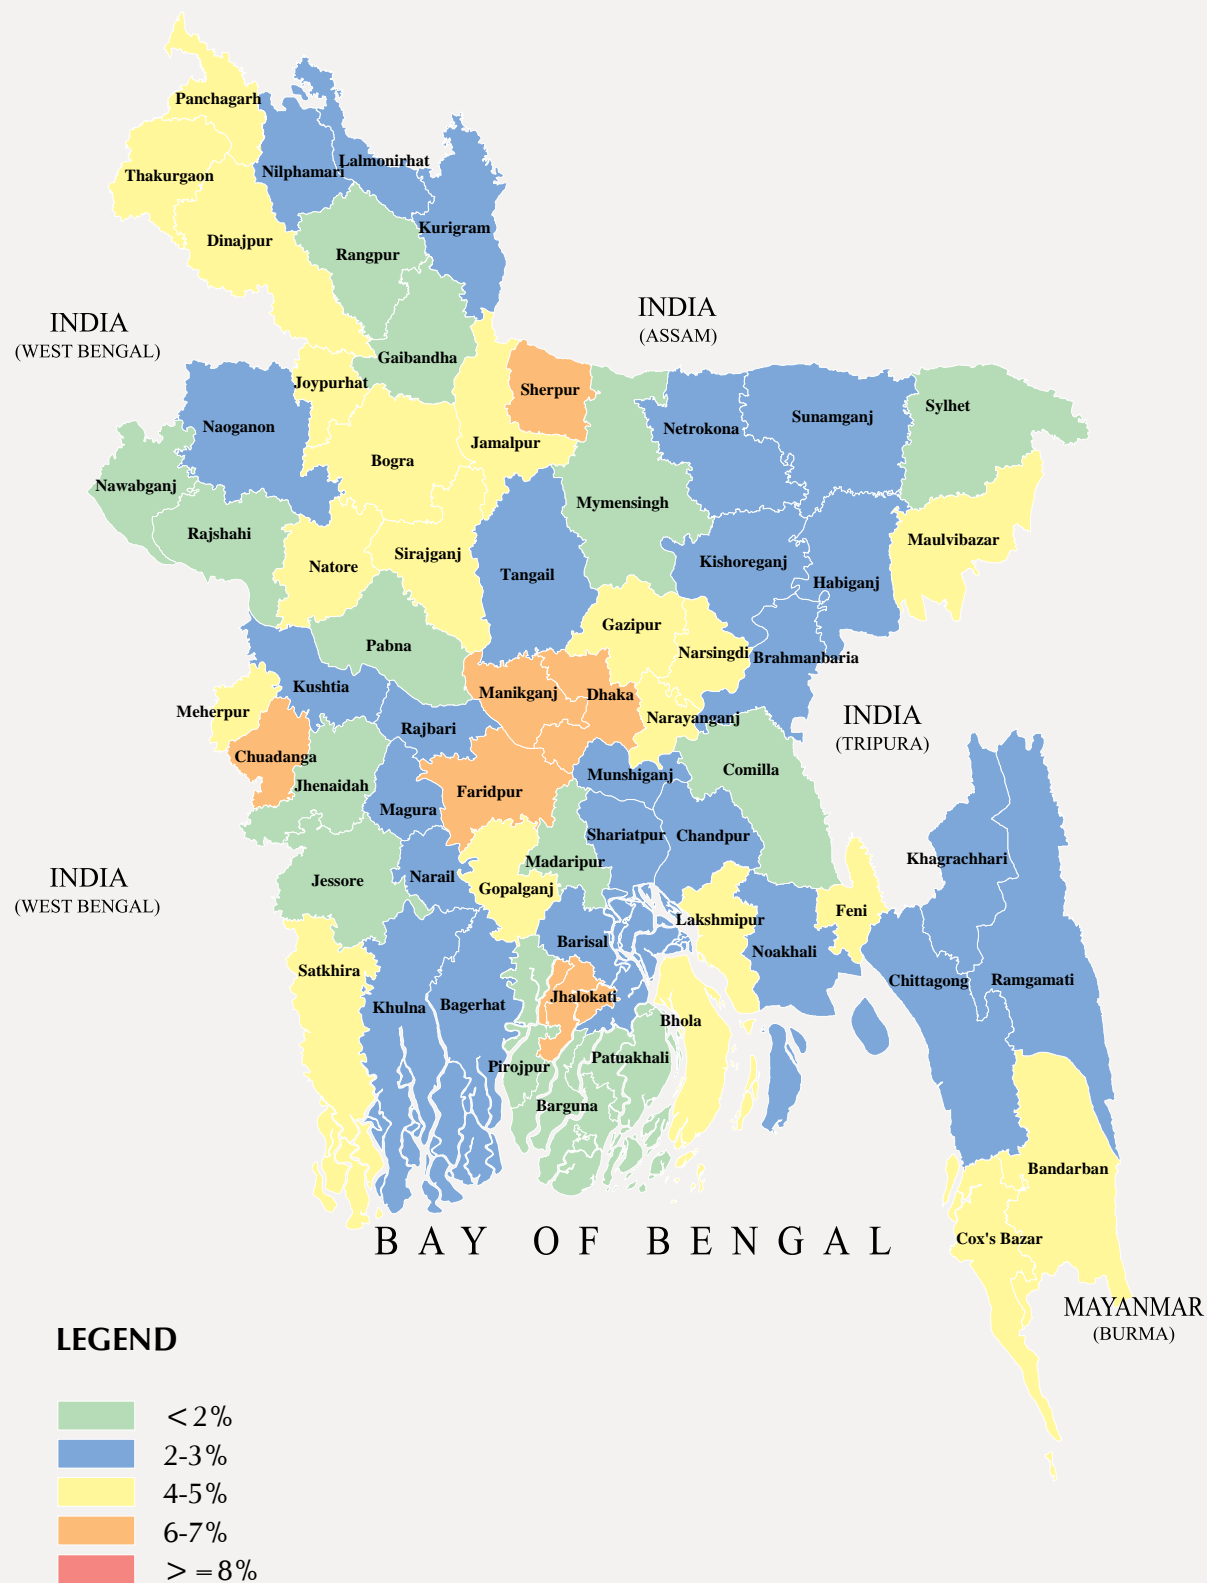 Panchagarh
Thakurgaon
Nilphamari
Lalmonirhat
Dinajpur
Kurigram
Rangpur
INDIA
(ASSAM)
INDIA
(WEST BENGAL)
Gaibandha
Joypurhat
Sherpur
Sylhet
Sunamganj
Naoganon
Netrokona
Jamalpur
Bogra
Nawabganj
Mymensingh
Rajshahi
Maulvibazar
Sirajganj
Natore
Kishoreganj
Tangail
Habiganj
Gazipur
Pabna
Narsingdi
Brahmanbaria
Kushtia
Manikganj
Dhaka
Meherpur
Narayanganj
INDIA
(TRIPURA)
Rajbari
Chuadanga
Comilla
Munshiganj
Jhenaidah
Faridpur
Magura
Shariatpur
Chandpur
Madaripur
Khagrachhari
INDIA
(WEST BENGAL)
Jessore
Narail
Gopalganj
Lakshmipur
Feni
Barisal
Noakhali
Satkhira
Chittagong
Ramgamati
Jhalokati
Khulna
Bagerhat
Bhola
Patuakhali
Pirojpur
Barguna
Bandarban
BAY OF BENGAL
Cox's Bazar
MAYANMAR
(BURMA)
LEGEND
<2%
2-3%
4-5%
6-7%
>=8%